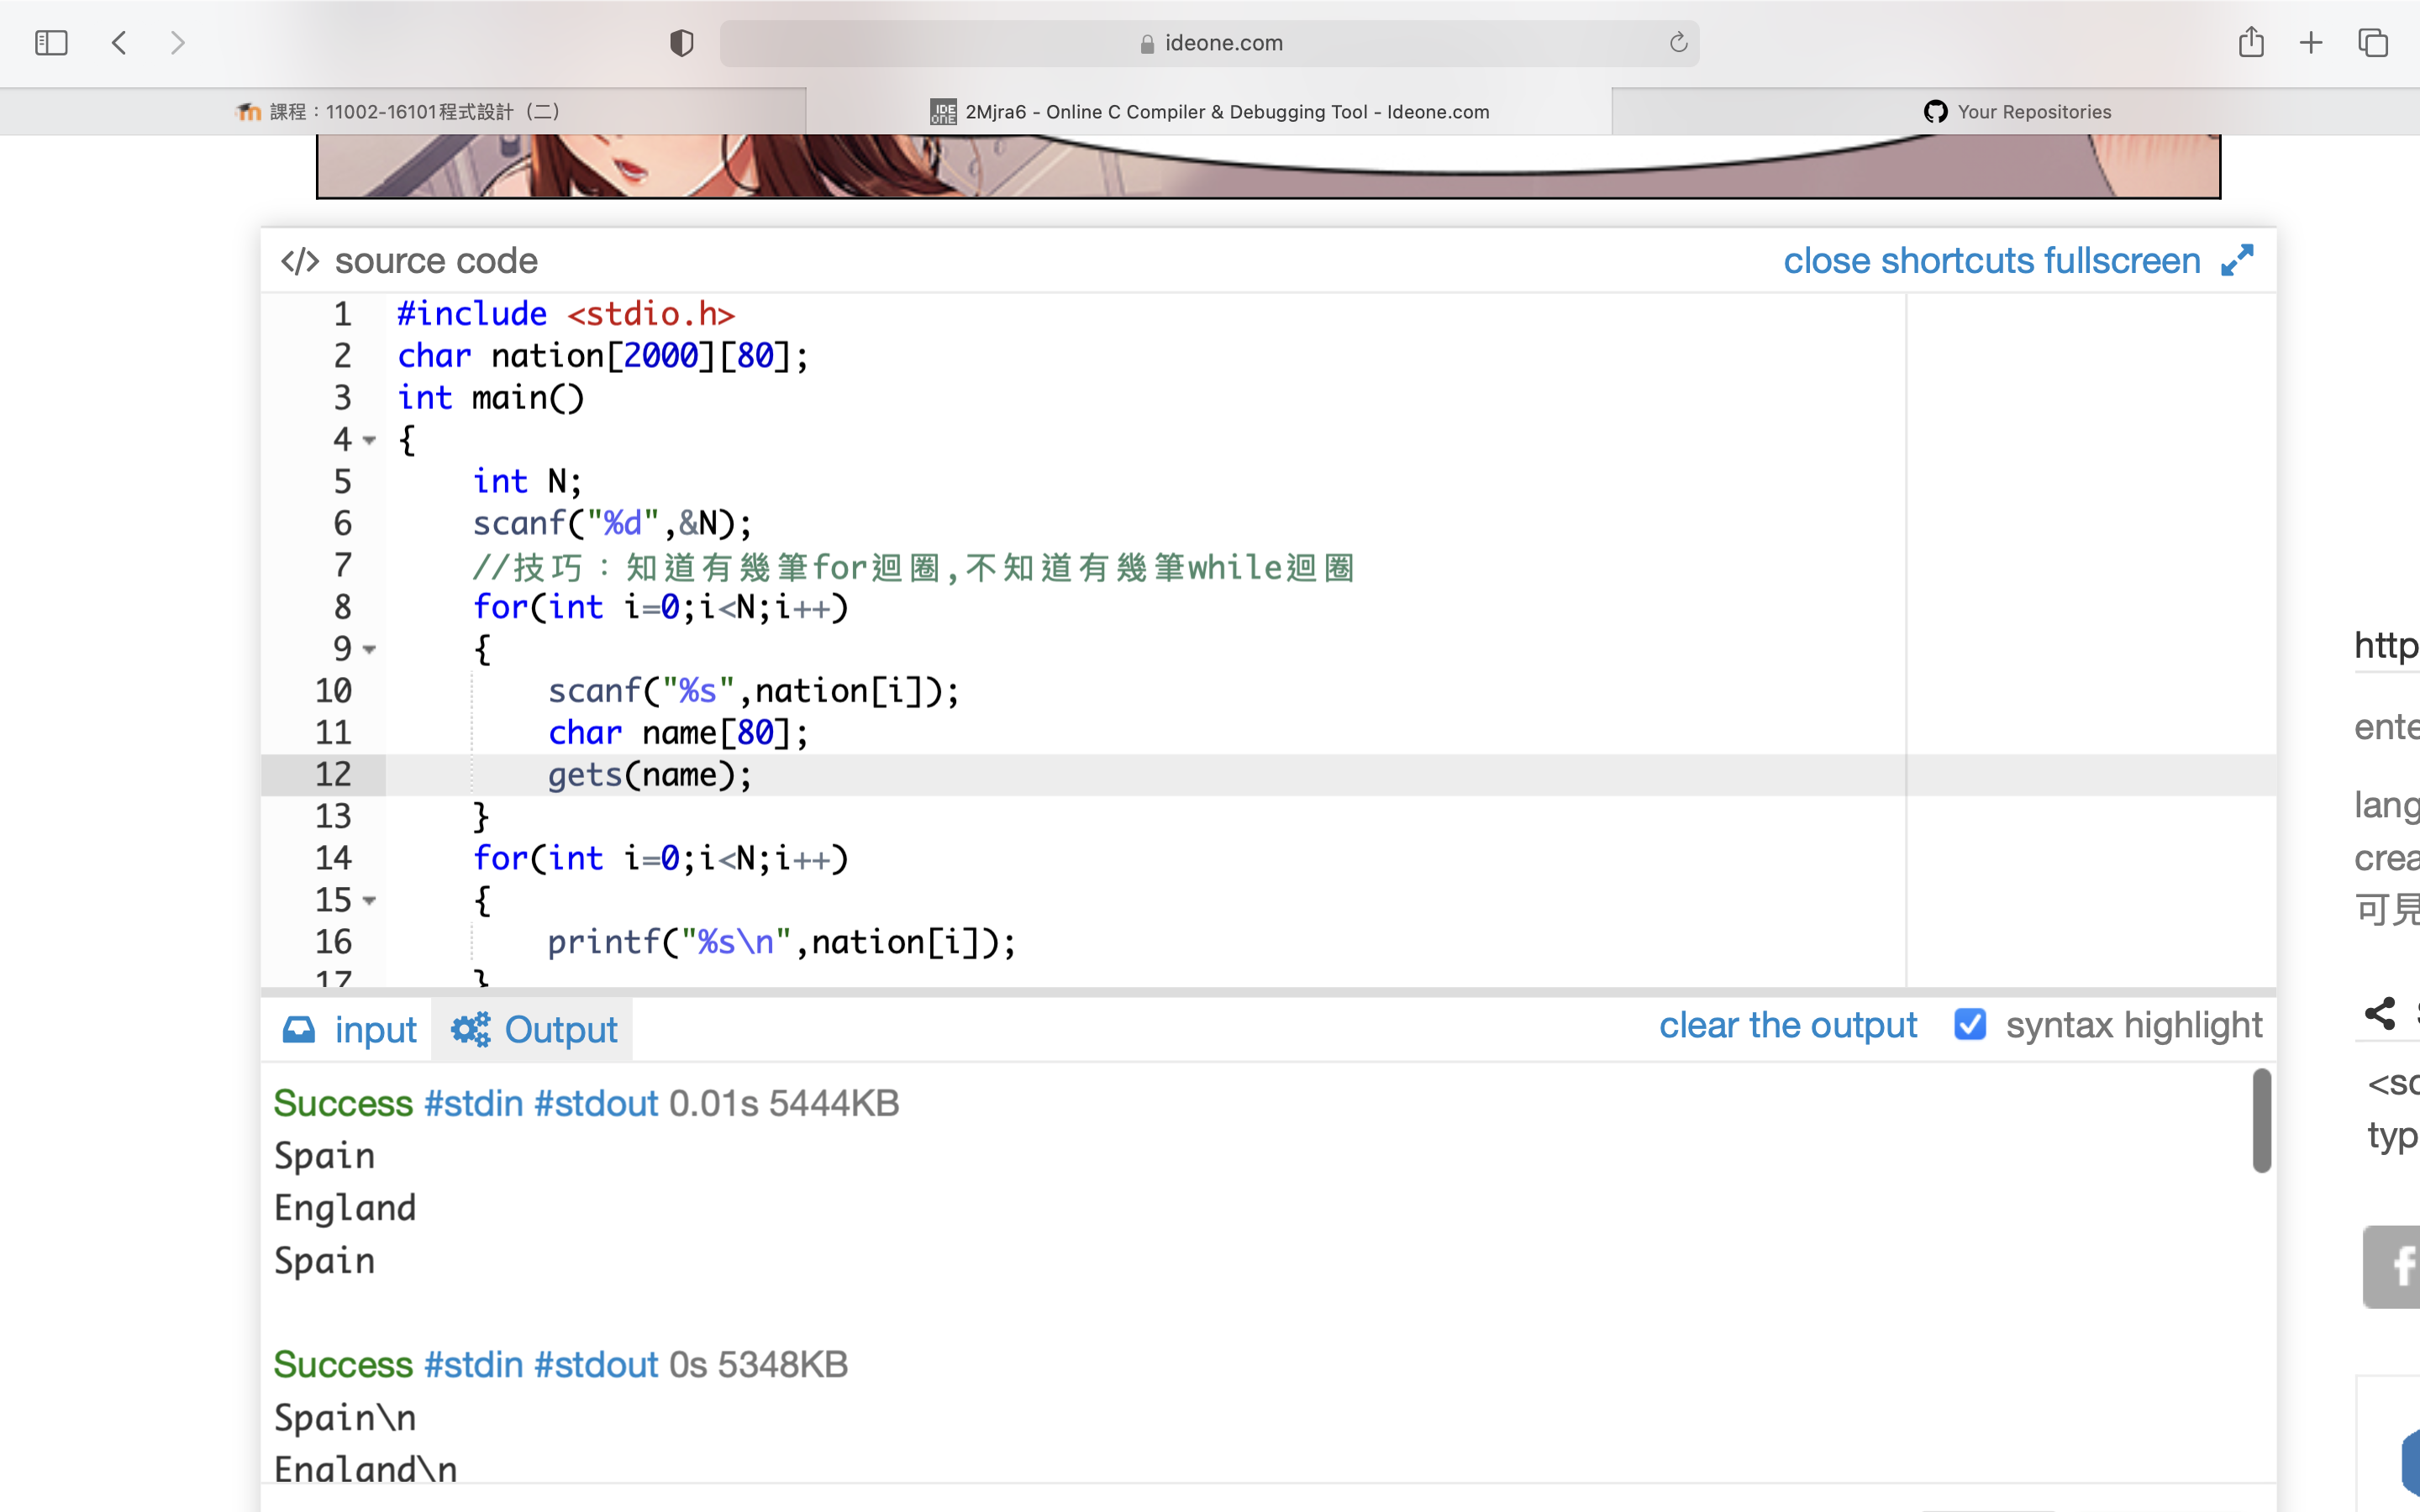 ideone.com
課程：11002-16101程式設計（二）
2Mjra6 - Online C Compiler & Debugging Tool - Ideone.com
Your Repositories
</> source code
close shortcuts fullscreen
1 #include <stdio.h>
2 char nation[2000][80];
3 int main()
4 {
5 int N;
6 scanf("%d",&N);
7 //技巧：知道有幾筆for迴圈,不知道有幾筆while迴圈
8 for(int i=0;i<N;i++)
9 {
10 scanf("%s",nation[i]);
11 char name[80];
12 gets(name);
13 }
14 for(int i=0;i<N;i++)
15 {
16 printf("%s\n",nation[i]);
17 }
input
Output
clear the output
syntax highlight
Success #stdin #stdout 0.01s 5444KB
Spain
England
Spain
Success #stdin #stdout 0s 5348KB
Spain\n
England\n
http
ente
lang
crea
可見
<sc
typ